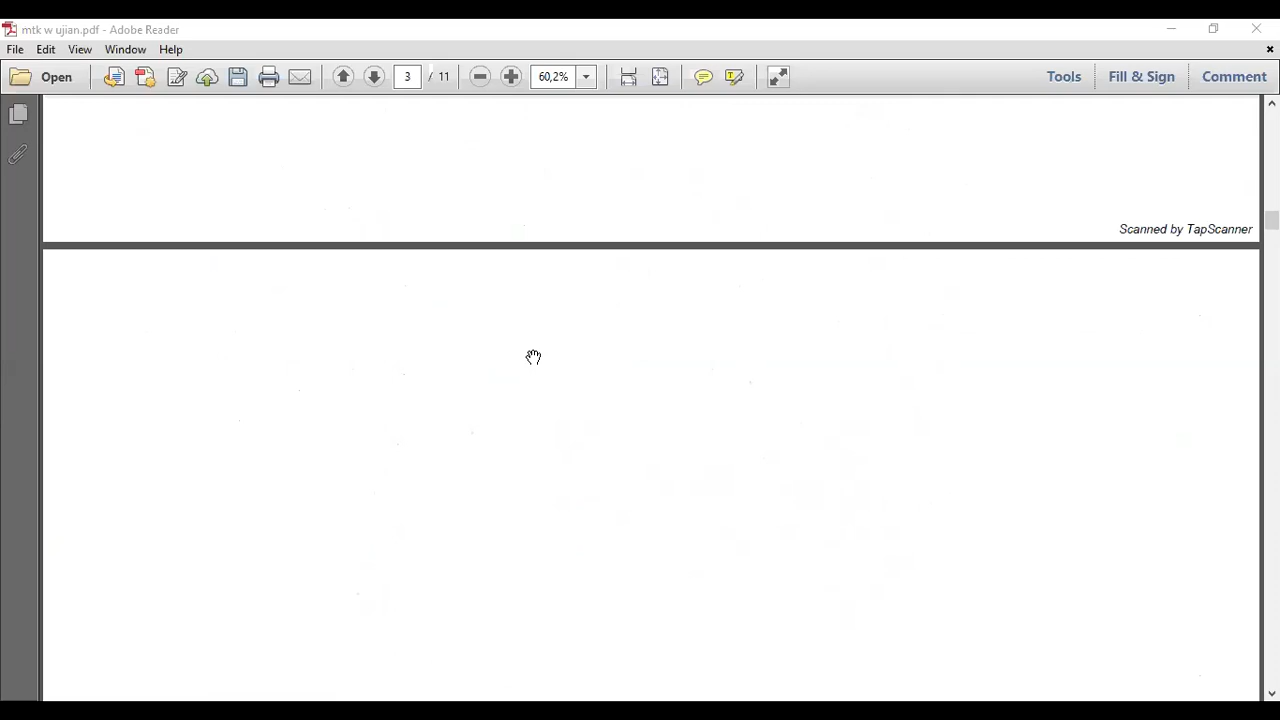 mtk w ujian.pdf - Adobe Reader
File Edit View Window Help
Open 3 / 11 60,2% Tools Fill & Sign Comment
Scanned by TapScanner